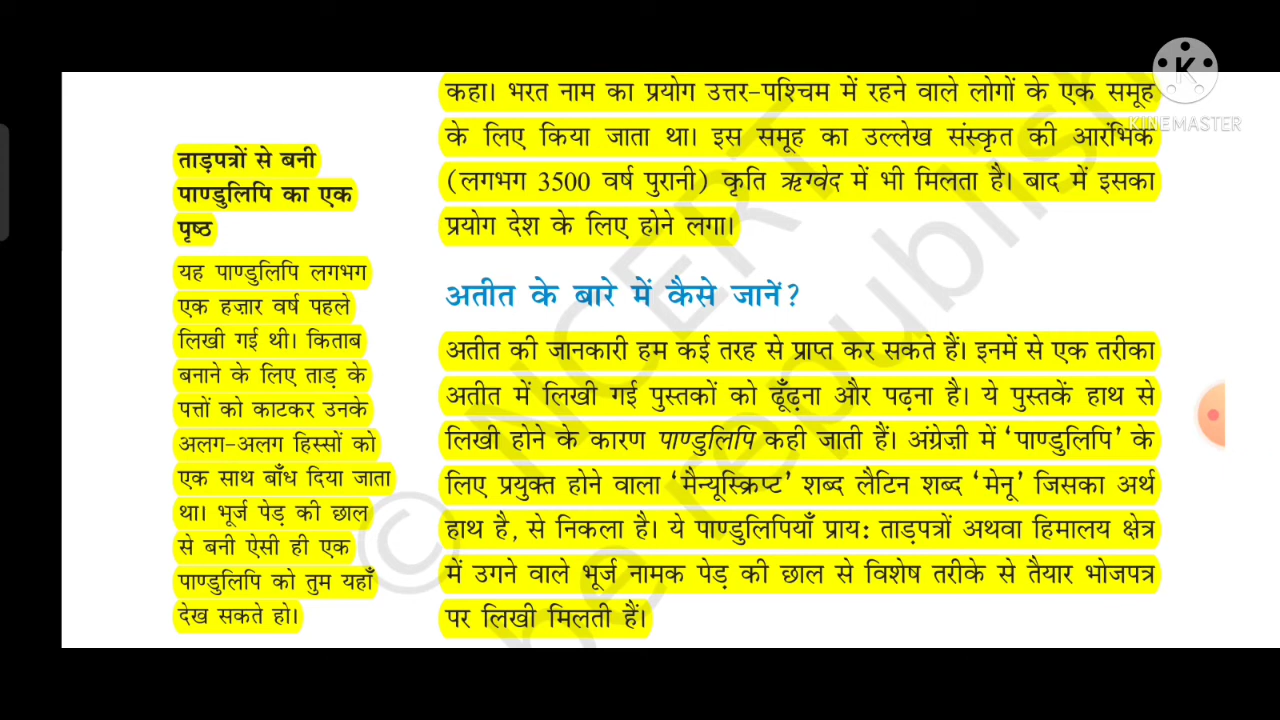 कहा। भरत नाम का प्रयोग उत्तर-पश्चिम में रहने वाले लोगों के एक समूह
के लिए किया जाता था। इस समूह का उल्लेख संस्कृत की आरंभिक
(लगभग 3500 वर्ष पुरानी) कृति ऋग्वेद में भी मिलता है। बाद में इसका
प्रयोग देश के लिए होने लगा।
अतीत के बारे में कैसे जानें?
अतीत की जानकारी हम कई तरह से प्राप्त कर सकते हैं। इनमें से एक तरीका
अतीत में लिखी गई पुस्तकों को ढूँढ़ना और पढ़ना है। ये पुस्तकें हाथ से
लिखी होने के कारण पाण्डुलिपि कही जाती हैं। अंग्रेज़ी में ‘पाण्डुलिपि’ के
लिए प्रयुक्त होने वाला ‘मैन्यूस्क्रिप्ट’ शब्द लैटिन शब्द ‘मेनू’ जिसका अर्थ
हाथ है, से निकला है। ये पाण्डुलिपियाँ प्राय: ताड़पत्रों अथवा हिमालय क्षेत्र
में उगने वाले भूर्ज नामक पेड़ की छाल से विशेष तरीके से तैयार भोजपत्र
पर लिखी मिलती हैं।
ताड़पत्रों से बनी
पाण्डुलिपि का एक
पृष्ठ
यह पाण्डुलिपि लगभग
एक हज़ार वर्ष पहले
लिखी गई थी। किताब
बनाने के लिए ताड़ के
पत्तों को काटकर उनके
अलग-अलग हिस्सों को
एक साथ बाँध दिया जाता
था। भूर्ज पेड़ की छाल
से बनी ऐसी ही एक
पाण्डुलिपि को तुम यहाँ
देख सकते हो।
K
KINEMASTER
© NCERT
be republish